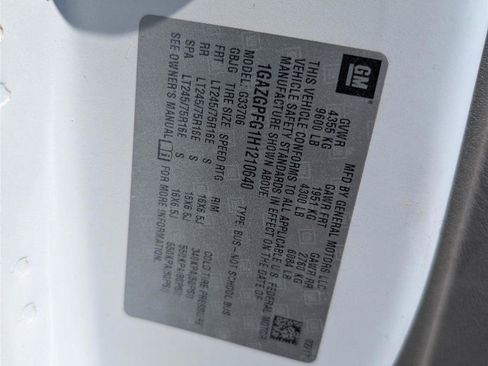 GM
MFD BY GENERAL MOTORS LLC
GVWR GAWR FRT GAWR RR
4355 KG 1951 KG 2760 KG
9600 LB 4300 LB 6084 LB
THIS VEHICLE CONFORMS TO ALL APPLICABLE U.S. FEDERAL MOTOR
VEHICLE SAFETY STANDARDS IN EFFECT ON THE DATE OF
MANUFACTURE SHOWN ABOVE.
1GAZGPFG1H1210640
TYPE: BUS-NOT SCHOOL BUS
MODEL: G33706
GBJG TIRE SIZE SPEED RTG RIM COLD TIRE PRESSURE
FRT LT245/75R16E S 16X6.5J
RR LT245/75R16E S 16X6.5J
SPA LT245/75R16E S 16X6.5J
SEE OWNER'S MANUAL FOR MORE INFORMATION.